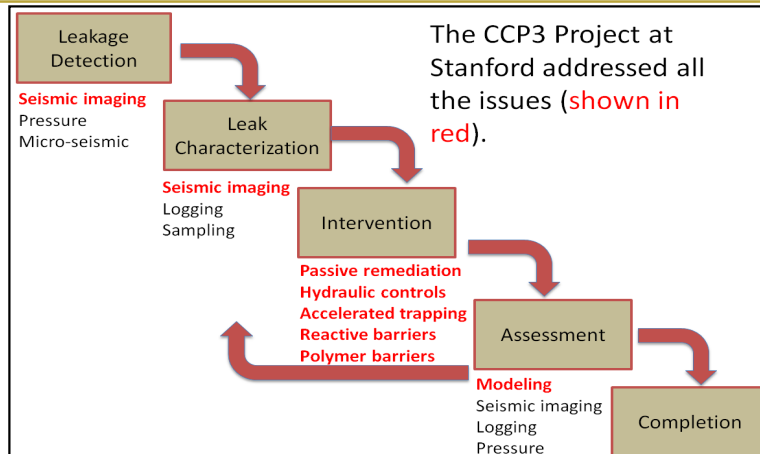 Leakage
Detection
Seismic imaging
Pressure
Micro-seismic
The CCP3 Project at
Stanford addressed all
the issues (shown in
red).
Leak
Characterization
Seismic imaging
Logging
Sampling
Intervention
Passive remediation
Hydraulic controls
Accelerated trapping
Reactive barriers
Polymer barriers
Assessment
Modeling
Seismic imaging
Logging
Pressure
Completion